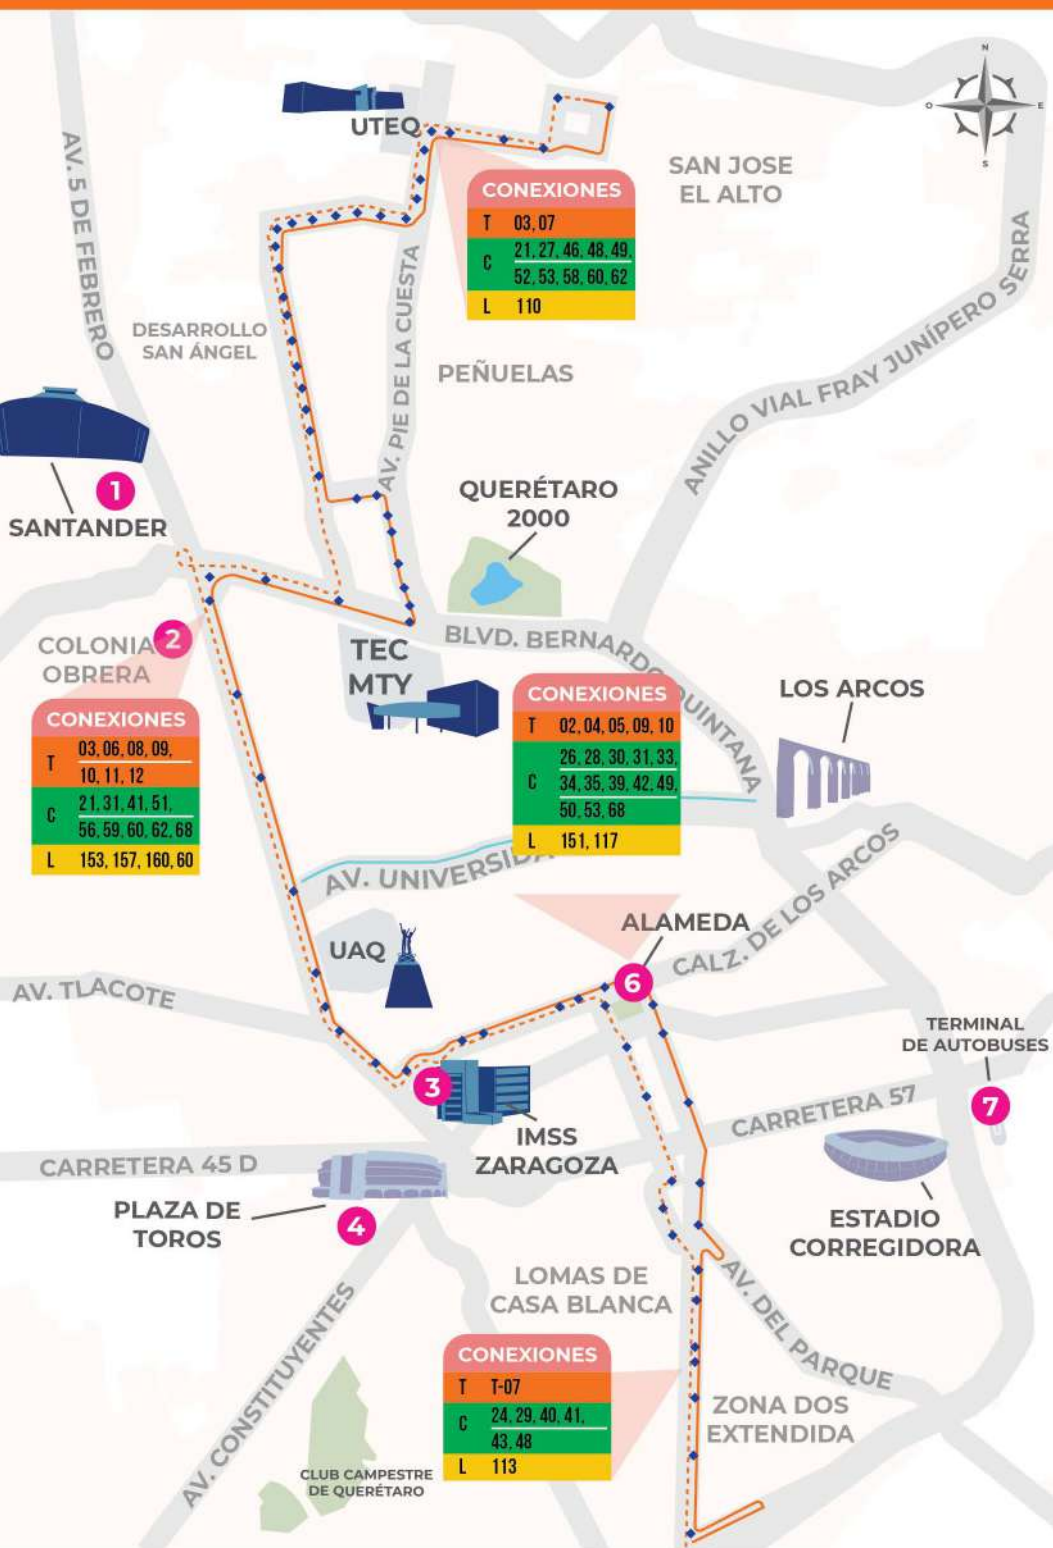 N
O
E
S
UTEQ
SAN JOSE
EL ALTO
AV. 5 DE FEBRERO
CONEXIONES
T 03, 07
C 21, 27, 46, 48, 49,
52, 53, 58, 60, 62
L 110
DESARROLLO
SAN ÁNGEL
AV. PIE DE LA CUESTA
PEÑUELAS
ANILLO VIAL FRAY JUNÍPERO SERRA
1
SANTANDER
QUERÉTARO
2000
COLONIA
OBRERA
2
TEC
MTY
BLVD. BERNARDO QUINTANA
LOS ARCOS
CONEXIONES
T 03, 06, 08, 09,
10, 11, 12
C 21, 31, 41, 51,
56, 59, 60, 62, 68
L 153, 157, 160, 60
CONEXIONES
T 02, 04, 05, 09, 10
C 26, 28, 30, 31, 33,
34, 35, 39, 42, 49,
50, 53, 68
L 151, 117
AV. UNIVERSIDA
UAQ
ALAMEDA
CALZ. DE LOS ARCOS
6
AV. TLACOTE
TERMINAL
DE AUTOBUSES
7
3
IMSS
ZARAGOZA
CARRETERA 57
CARRETERA 45 D
PLAZA DE
TOROS
4
ESTADIO
CORREGIDORA
LOMAS DE
CASA BLANCA
AV. DEL PARQUE
AV. CONSTITUYENTES
CONEXIONES
T T-07
C 24, 29, 40, 41,
43, 48
L 113
ZONA DOS
EXTENDIDA
CLUB CAMPESTRE
DE QUERÉTARO